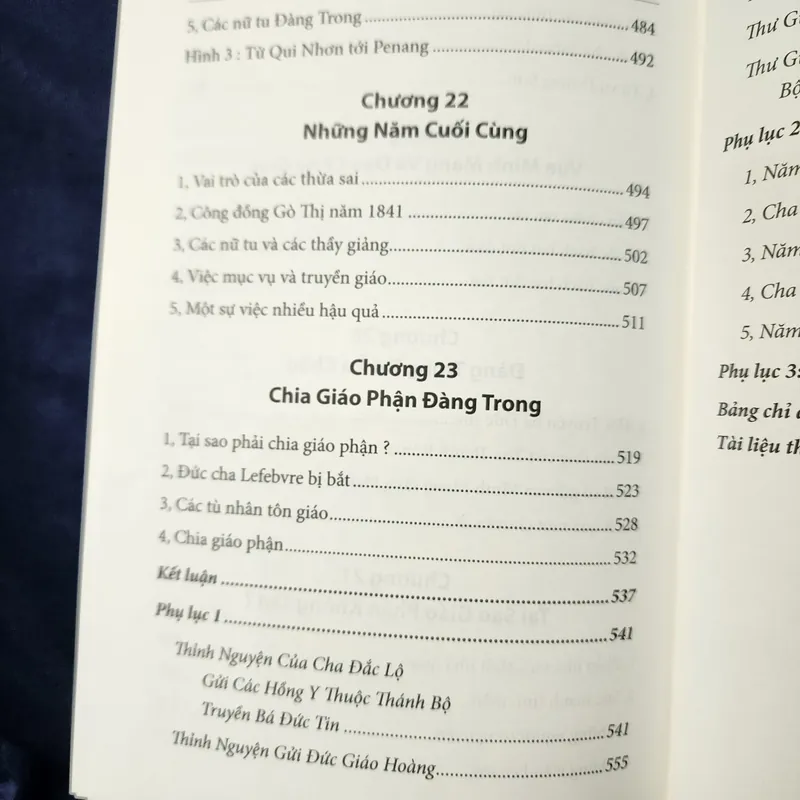 5, Các nữ tu Đàng Trong ........ 484
Hình 3 : Từ Qui Nhơn tới Penang ........ 492
Chương 22
Những Năm Cuối Cùng
1, Vai trò của các thừa sai ........ 494
2, Công đồng Gò Thị năm 1841 ........ 497
3, Các nữ tu và các thầy giảng ........ 502
4, Việc mục vụ và truyền giáo ........ 507
5, Một sự việc nhiều hậu quả ........ 511
Chương 23
Chia Giáo Phận Đàng Trong
1, Tại sao phải chia giáo phận ? ........ 519
2, Đức cha Lefebvre bị bắt ........ 523
3, Các tù nhân tôn giáo ........ 528
4, Chia giáo phận ........ 532
Kết luận ........ 537
Phụ lục 1 ........ 541
Thỉnh Nguyện Của Cha Đắc Lộ
Gửi Các Hồng Y Thuộc Thánh Bộ
Truyền Bá Đức Tin ........ 541
Thỉnh Nguyện Gửi Đức Giáo Hoàng ........ 555
Thư
Thư
Bộ
Phụ lục 2
1, Năm
2, Cha
3, Năm
4, Cha
5, Năm
Phụ lục 3:
Bảng chỉ
Tài liệu